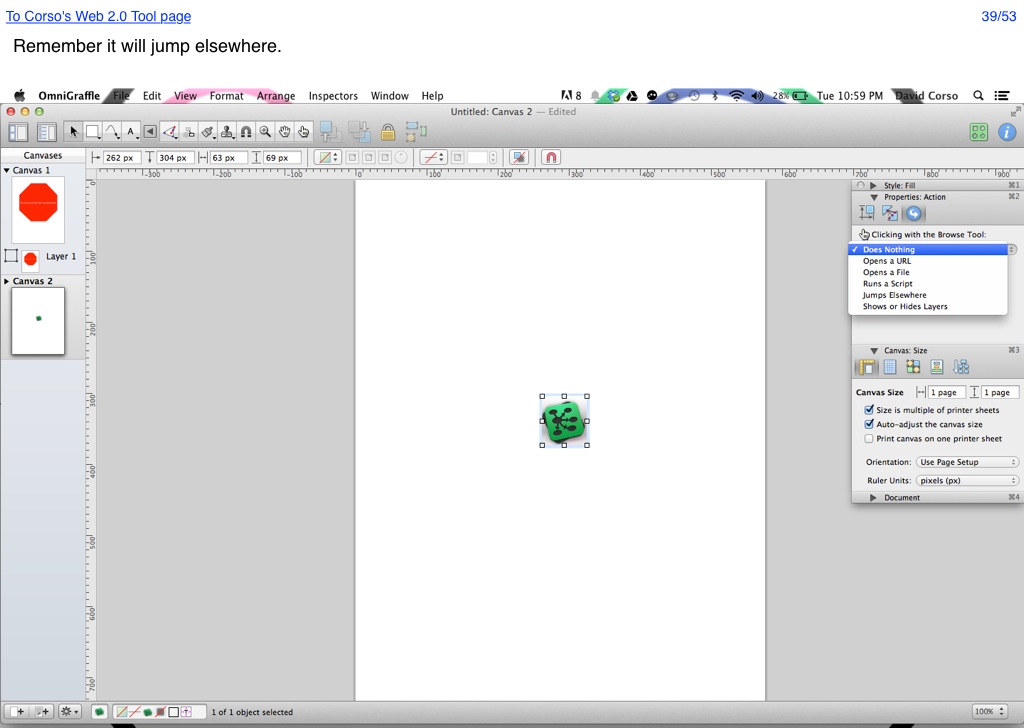 To Corso's Web 2.0 Tool page
39/53
Remember it will jump elsewhere.
OmniGraffle File Edit View Format Arrange Inspectors Window Help
8 28% Tue 10:59 PM David Corso
Untitled: Canvas 2 — Edited
Canvases
262 px 304 px 63 px 69 px
Canvas 1
Layer 1
Canvas 2
-300 -200 -100 0 100 200 300 400 500 600 700 800 900
0
100
200
300
400
500
600
700
Style: Fill ⌘1
Properties: Action ⌘2
Clicking with the Browse Tool:
✓ Does Nothing
Opens a URL
Opens a File
Runs a Script
Jumps Elsewhere
Shows or Hides Layers
Canvas: Size ⌘3
Canvas Size 1 page 1 page
Size is multiple of printer sheets
Auto-adjust the canvas size
Print canvas on one printer sheet
Orientation: Use Page Setup
Ruler Units: pixels (px)
Document ⌘4
1 of 1 object selected
100%